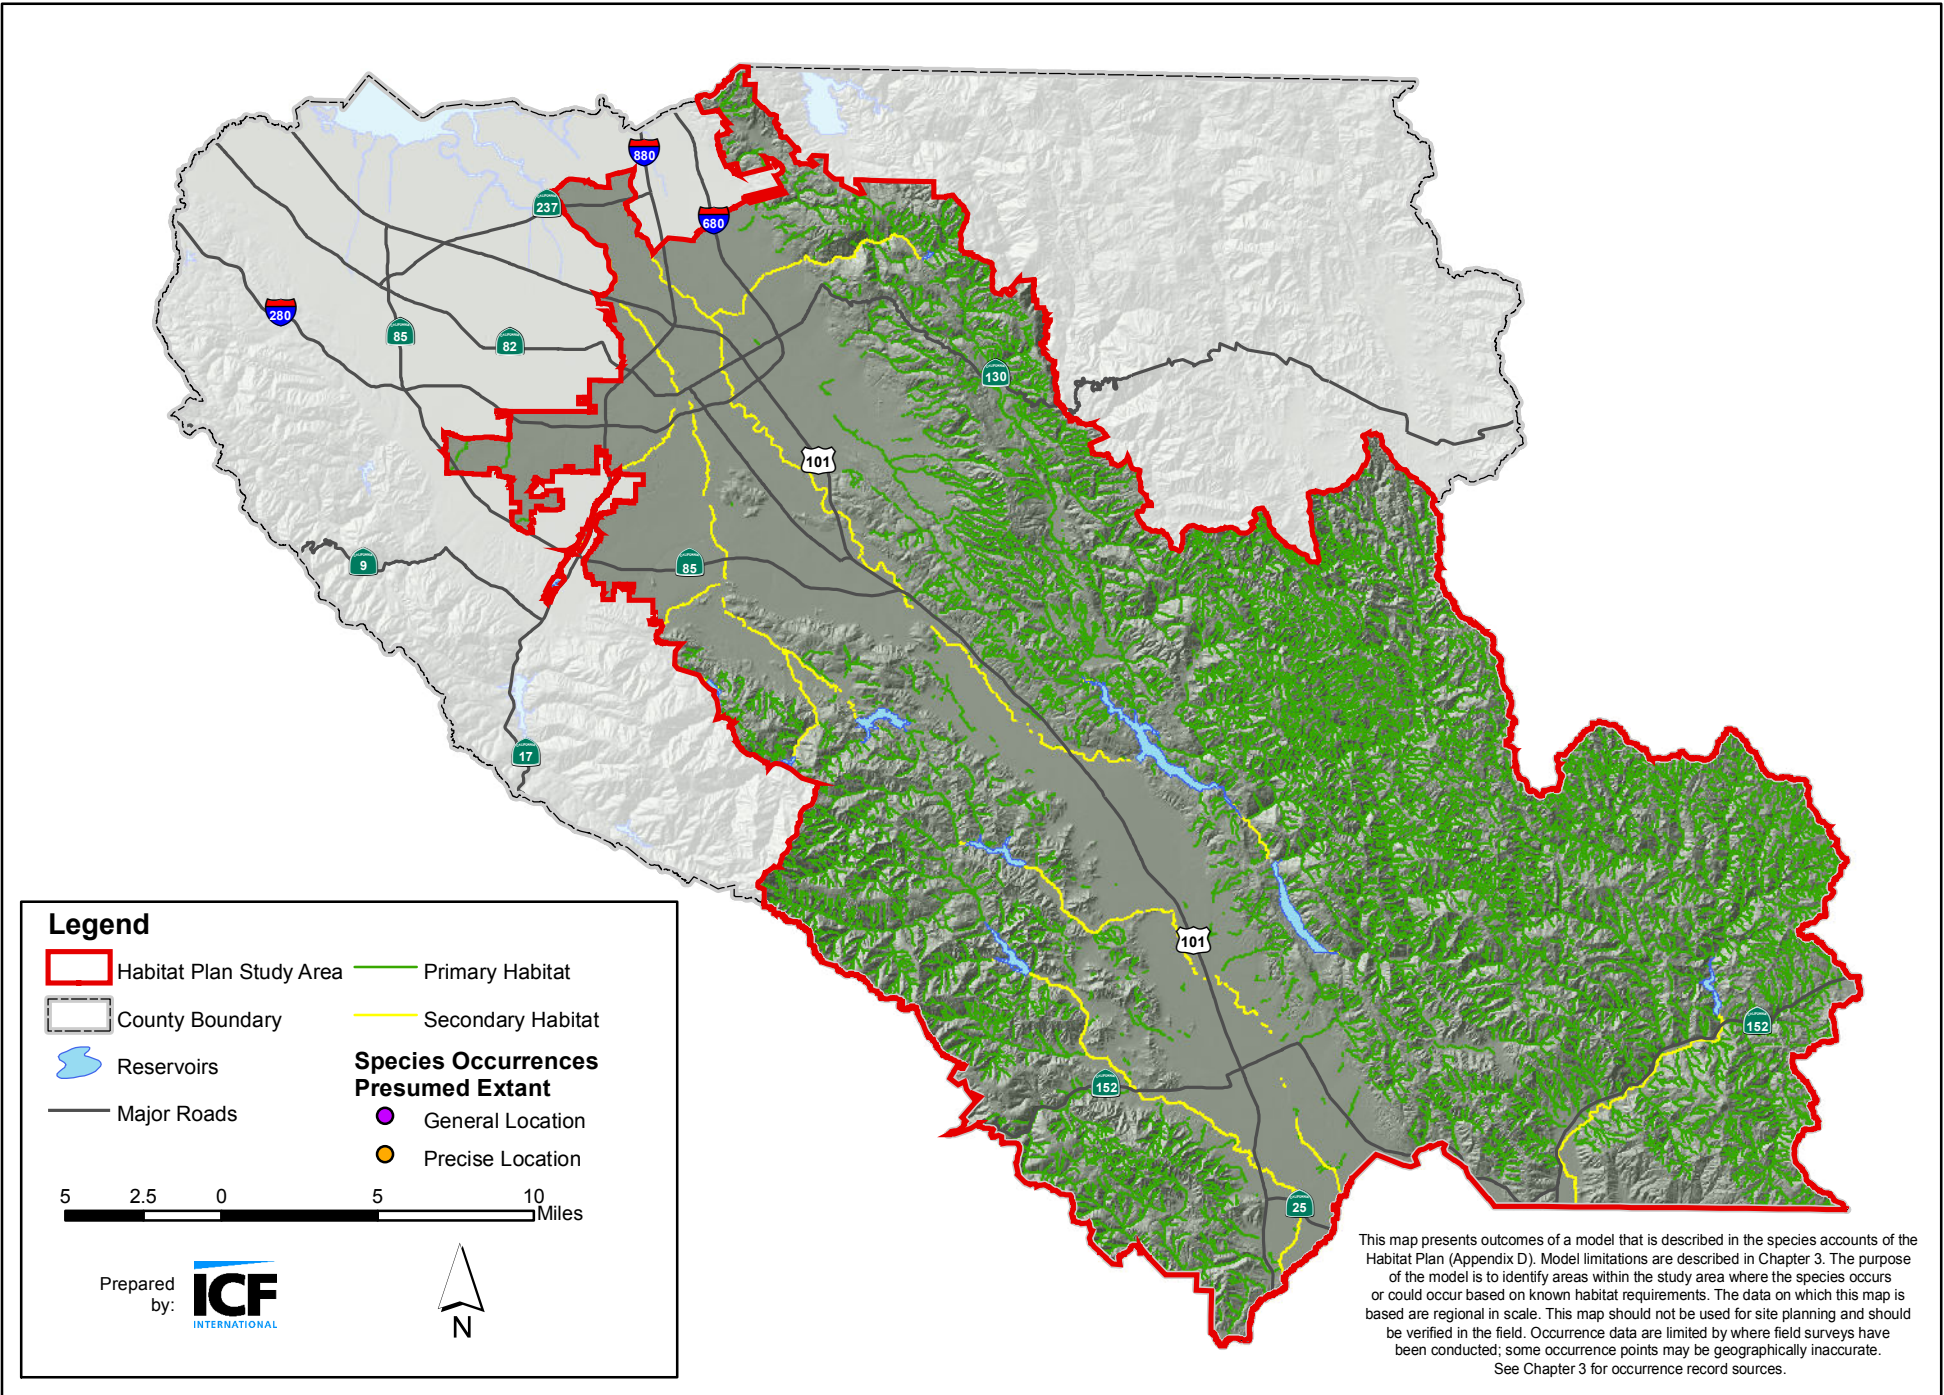 880
237
680
280
85
82
130
101
9
85
17
101
152
152
25
Legend
Habitat Plan Study Area
County Boundary
Reservoirs
Major Roads
Primary Habitat
Secondary Habitat
Species Occurrences
Presumed Extant
General Location
Precise Location
5 2.5 0 5 10
Miles
Prepared
by:
ICF
INTERNATIONAL
N
This map presents outcomes of a model that is described in the species accounts of the
Habitat Plan (Appendix D). Model limitations are described in Chapter 3. The purpose
of the model is to identify areas within the study area where the species occurs
or could occur based on known habitat requirements. The data on which this map is
based are regional in scale. This map should not be used for site planning and should
be verified in the field. Occurrence data are limited by where field surveys have
been conducted; some occurrence points may be geographically inaccurate.
See Chapter 3 for occurrence record sources.